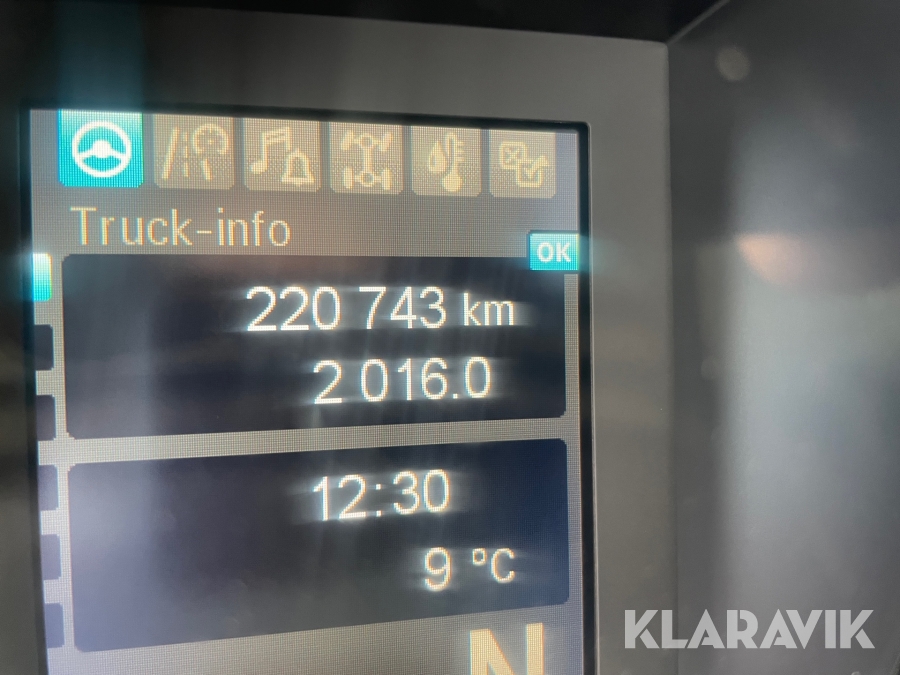 Truck-info
OK
220 743 km
2 016.0
12:30
9 °C
N
KLARAVIK